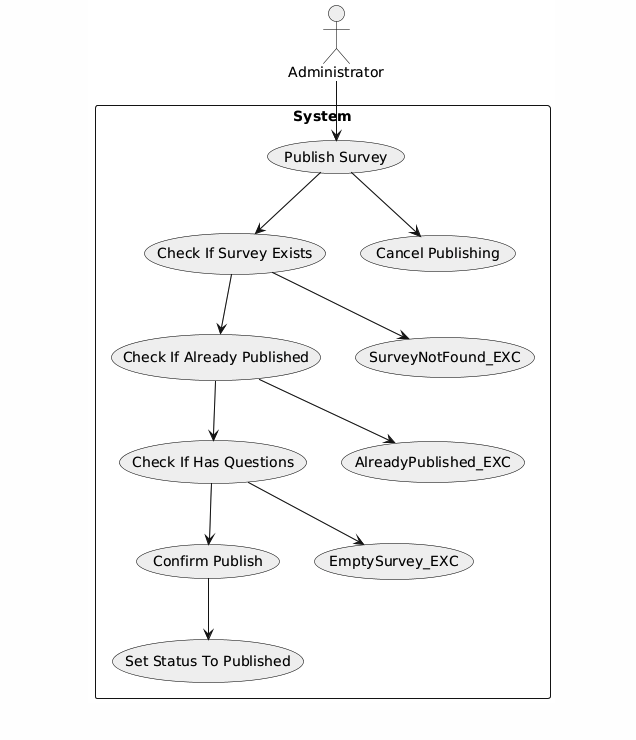 Administrator
System
Publish Survey
Check If Survey Exists
Cancel Publishing
Check If Already Published
SurveyNotFound_EXC
Check If Has Questions
AlreadyPublished_EXC
Confirm Publish
EmptySurvey_EXC
Set Status To Published